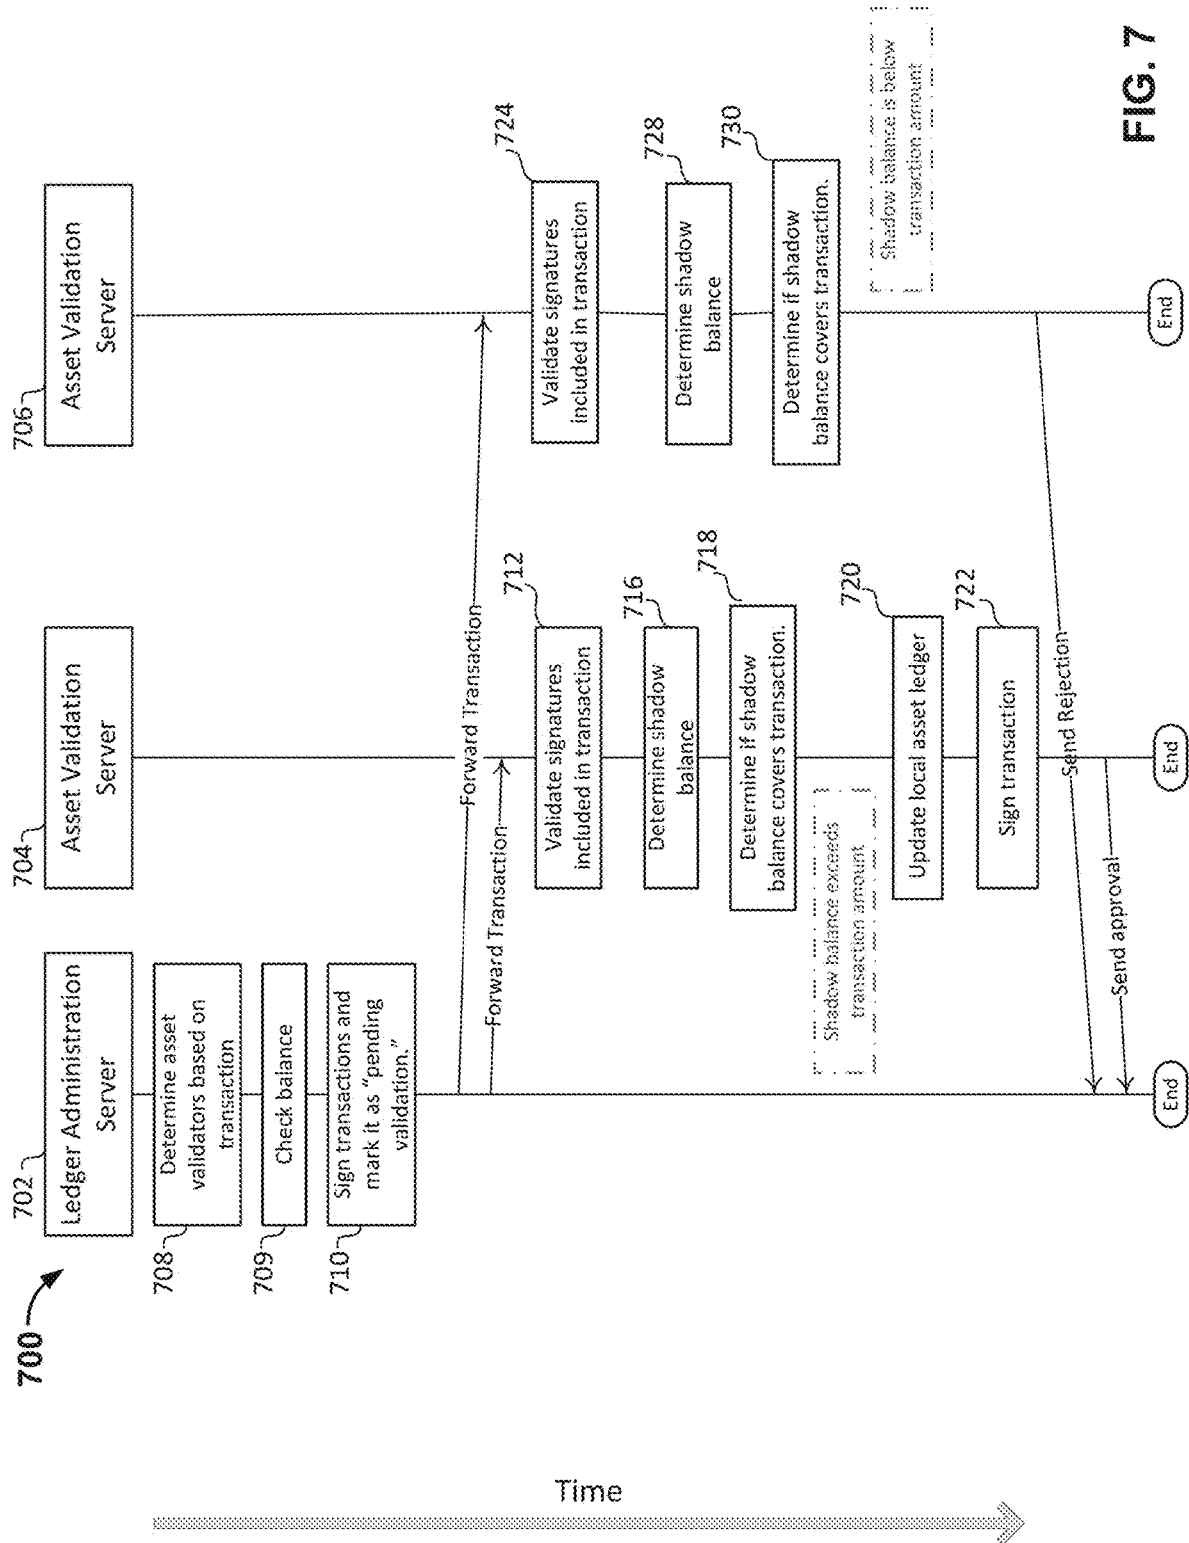 700
702
Ledger Administration
Server
704
Asset Validation
Server
706
Asset Validation
Server
708
Determine asset
validators based on
transaction
709
Check balance
710
Sign transactions and
mark it as “pending
validation.”
Forward Transaction
Forward Transaction
712
Validate signatures
included in transaction
716
Determine shadow
balance
718
Determine if shadow
balance covers transaction.
Shadow balance exceeds
transaction amount
720
Update local asset ledger
722
Sign transaction
724
Validate signatures
included in transaction
728
Determine shadow
balance
730
Determine if shadow
balance covers transaction.
Shadow balance is below
transaction amount
Send Rejection
Send approval
End
End
End
Time
FIG. 7